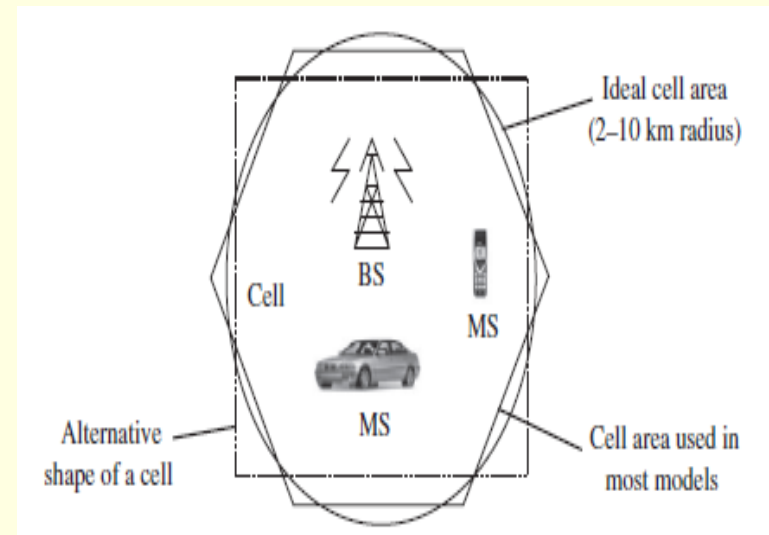 Ideal cell area
(2–10 km radius)
BS
Cell
MS
MS
Alternative
shape of a cell
Cell area used in
most models